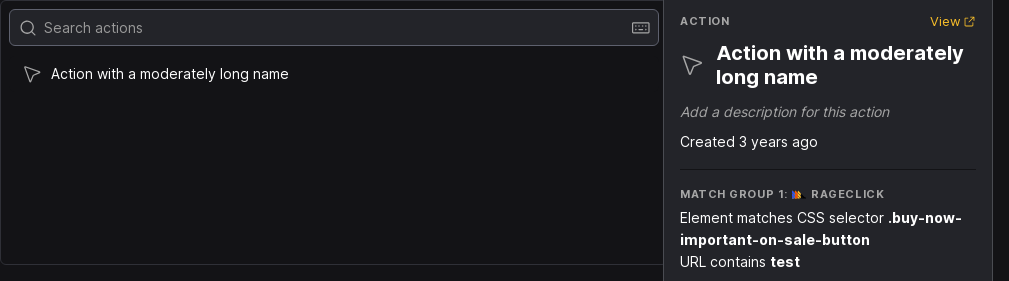 Search actions
Action with a moderately long name
ACTION
View
Action with a moderately
long name
Add a description for this action
Created 3 years ago
MATCH GROUP 1: RAGECLICK
Element matches CSS selector .buy-now-
important-on-sale-button
URL contains test